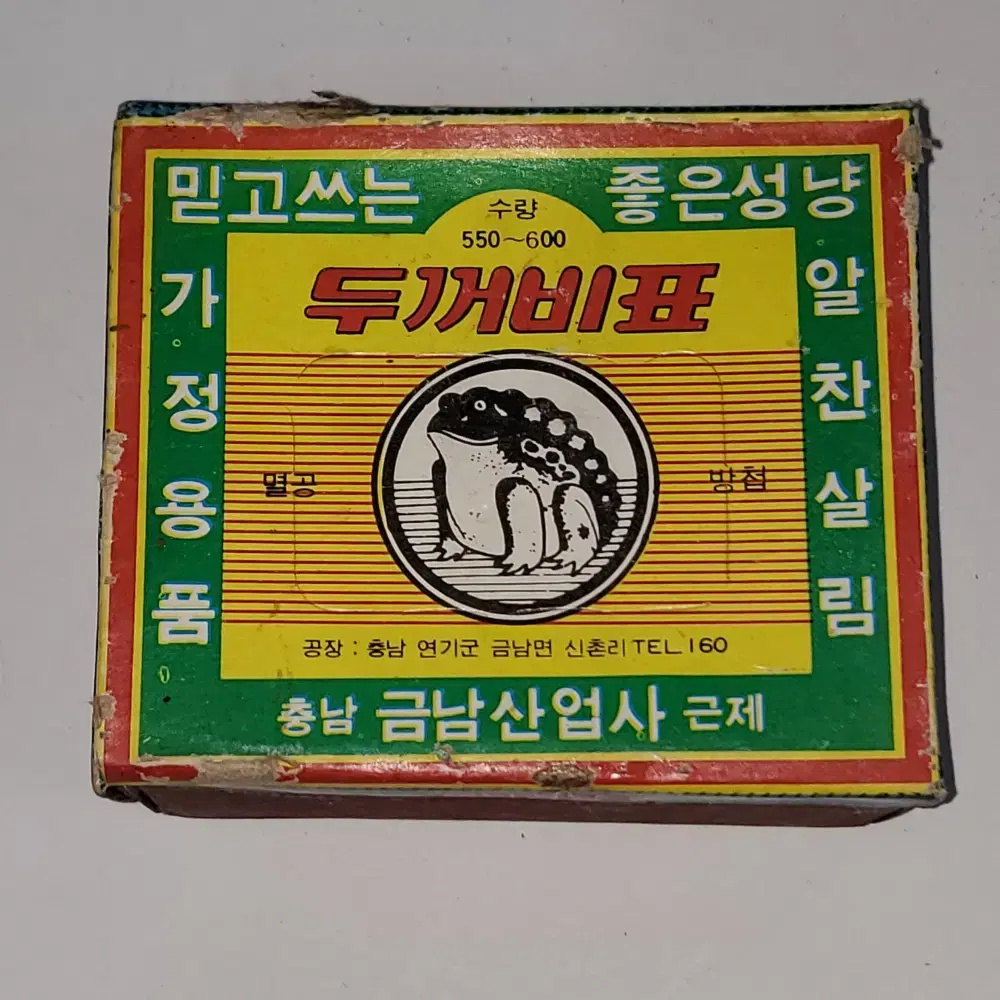 믿고쓰는 좋은성냥
수량
550~600
두꺼비표
가정용품
알찬살림
멸공 방첩
공장 : 충남 연기군 금남면 신촌리 TEL 160
충남 금남산업사 근제